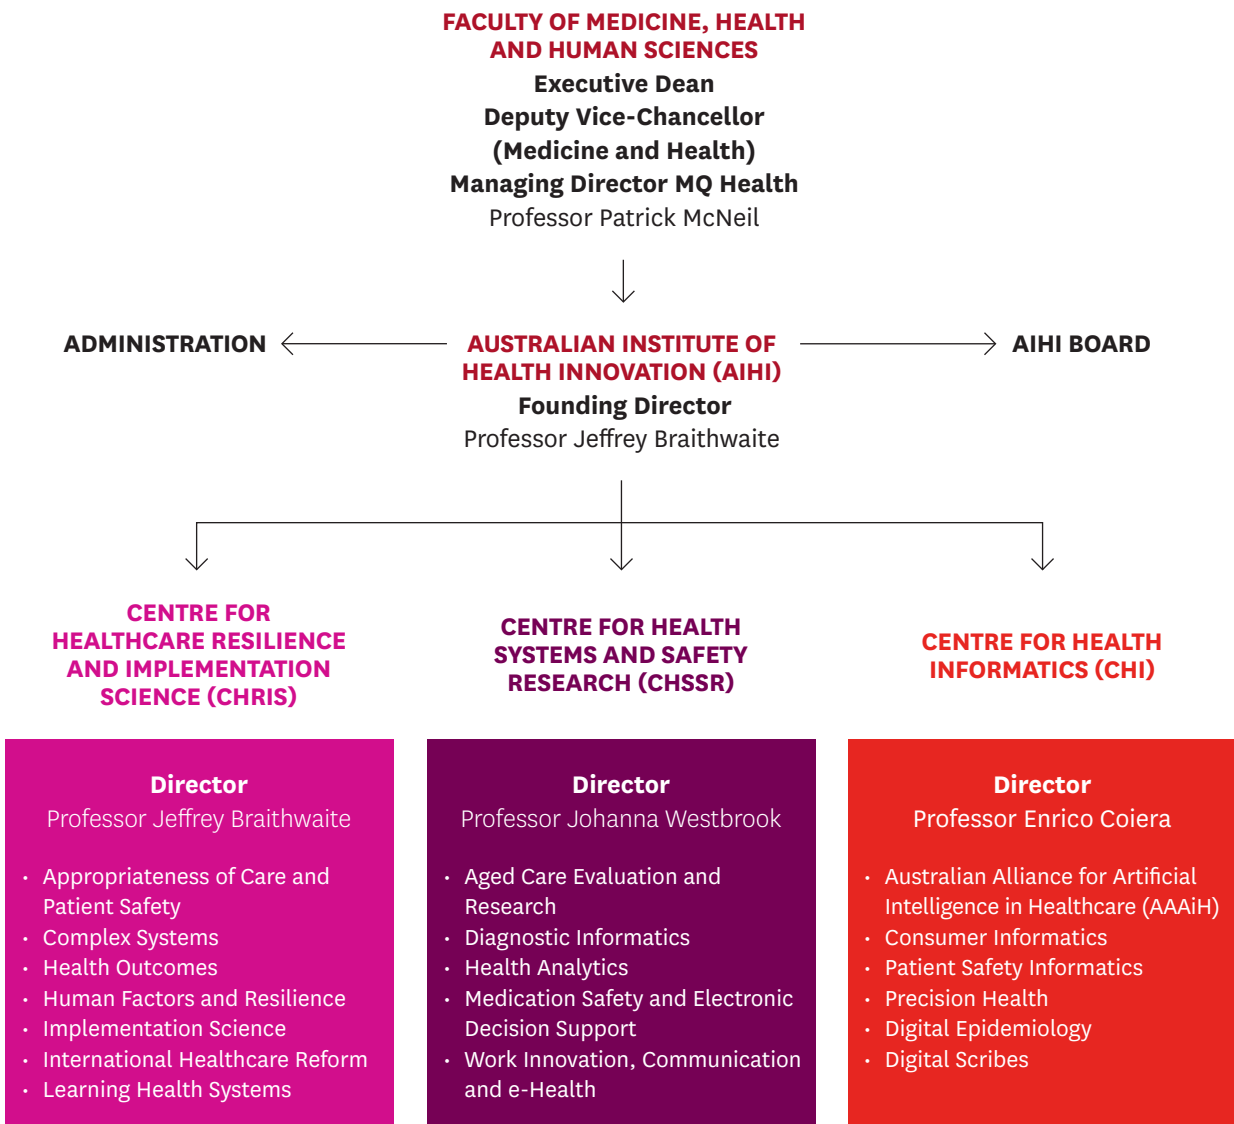 FACULTY OF MEDICINE, HEALTH
AND HUMAN SCIENCES
Executive Dean
Deputy Vice-Chancellor
(Medicine and Health)
Managing Director MQ Health
Professor Patrick McNeil
ADMINISTRATION
AUSTRALIAN INSTITUTE OF
HEALTH INNOVATION (AIHI)
Founding Director
Professor Jeffrey Braithwaite
AIHI BOARD
CENTRE FOR
HEALTHCARE RESILIENCE
AND IMPLEMENTATION
SCIENCE (CHRIS)
Director
Professor Jeffrey Braithwaite
• Appropriateness of Care and
Patient Safety
• Complex Systems
• Health Outcomes
• Human Factors and Resilience
• Implementation Science
• International Healthcare Reform
• Learning Health Systems
CENTRE FOR HEALTH
SYSTEMS AND SAFETY
RESEARCH (CHSSR)
Director
Professor Johanna Westbrook
• Aged Care Evaluation and
Research
• Diagnostic Informatics
• Health Analytics
• Medication Safety and Electronic
Decision Support
• Work Innovation, Communication
and e-Health
CENTRE FOR HEALTH
INFORMATICS (CHI)
Director
Professor Enrico Coiera
• Australian Alliance for Artificial
Intelligence in Healthcare (AAAiH)
• Consumer Informatics
• Patient Safety Informatics
• Precision Health
• Digital Epidemiology
• Digital Scribes